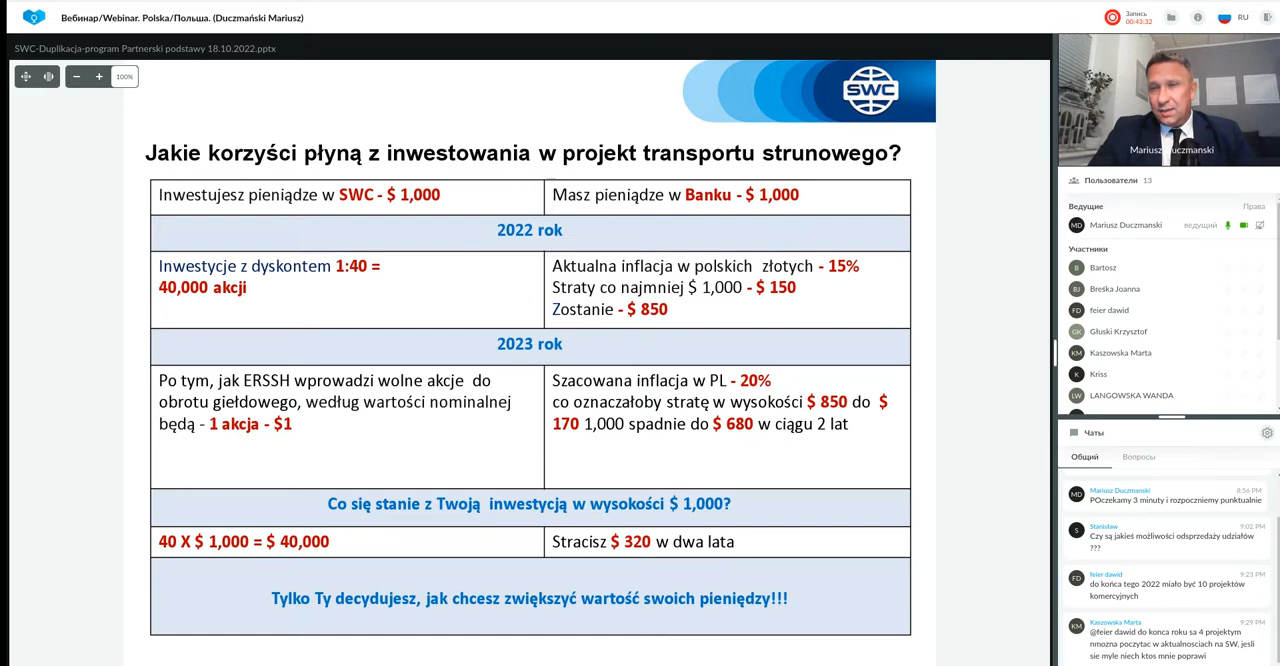 Вебинар/Webinar. Polska/Польша. (Duczmański Mariusz)
Запись
00:43:32
RU
SWC-Duplikacja-program Partnerski podstawy 18.10.2022.pptx
100%
SWC
Jakie korzyści płyną z inwestowania w projekt transportu strunowego?
Inwestujesz pieniądze w SWC - $ 1,000
Masz pieniądze w Banku - $ 1,000
2022 rok
Inwestycje z dyskontem 1:40 =
40,000 akcji
Aktualna inflacja w polskich złotych - 15%
Straty co najmniej $ 1,000 - $ 150
Zostanie - $ 850
2023 rok
Po tym, jak ERSSH wprowadzi wolne akcje do
obrotu giełdowego, według wartości nominalnej
będą - 1 akcja - $1
Szacowana inflacja w PL - 20%
co oznaczałoby stratę w wysokości $ 850 do $
170 1,000 spadnie do $ 680 w ciągu 2 lat
Co się stanie z Twoją inwestycją w wysokości $ 1,000?
40 X $ 1,000 = $ 40,000
Stracisz $ 320 w dwa lata
Tylko Ty decydujesz, jak chcesz zwiększyć wartość swoich pieniędzy!!!
Mariusz Duczmanski
Пользователи 13
Ведущие
Права
MD Mariusz Duczmanski ведущий
Участники
B Bartosz
BJ Breśka Joanna
FD feier dawid
GK Głuski Krzysztof
KM Kaszowska Marta
K Kriss
LW LANGOWSKA WANDA
Чаты
Общий
Вопросы
MD Mariusz Duczmanski 8:56 PM
POczekamy 3 minuty i rozpoczniemy punktualnie
S Stanisław 9:02 PM
Czy są jakieś możliwości odsprzedaży udziałów
???
FD feier dawid 9:23 PM
do końca tego 2022 miało być 10 projektów
komercyjnych
KM Kaszowska Marta 9:29 PM
@feier dawid do konca roku sa 4 projektym
nmozna poczytac w aktualnosciach na SW, jesli
sie myle niech ktos mnie poprawi